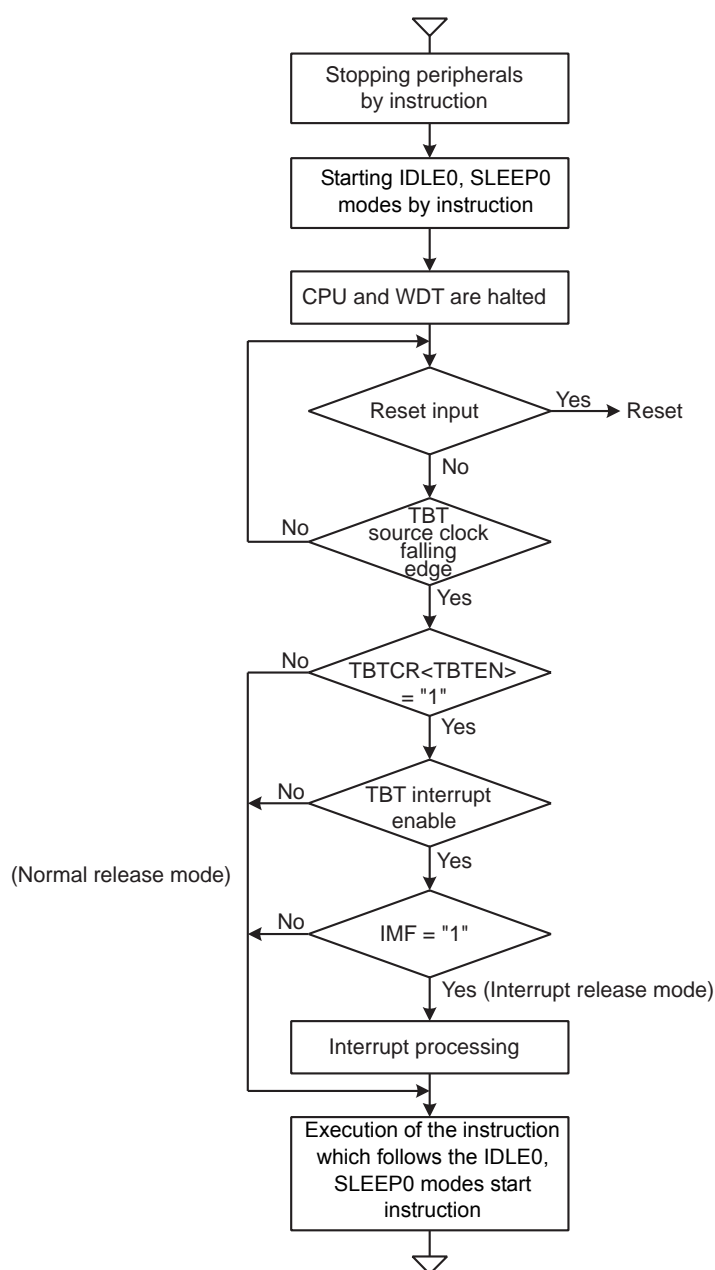 Stopping peripherals
by instruction
Starting IDLE0, SLEEP0
modes by instruction
CPU and WDT are halted
Reset input
Yes
Reset
No
No
TBT
source clock
falling
edge
Yes
No
TBTCR<TBTEN>
= "1"
Yes
No
TBT interrupt
enable
Yes
(Normal release mode)
No
IMF = "1"
Yes (Interrupt release mode)
Interrupt processing
Execution of the instruction
which follows the IDLE0,
SLEEP0 modes start
instruction